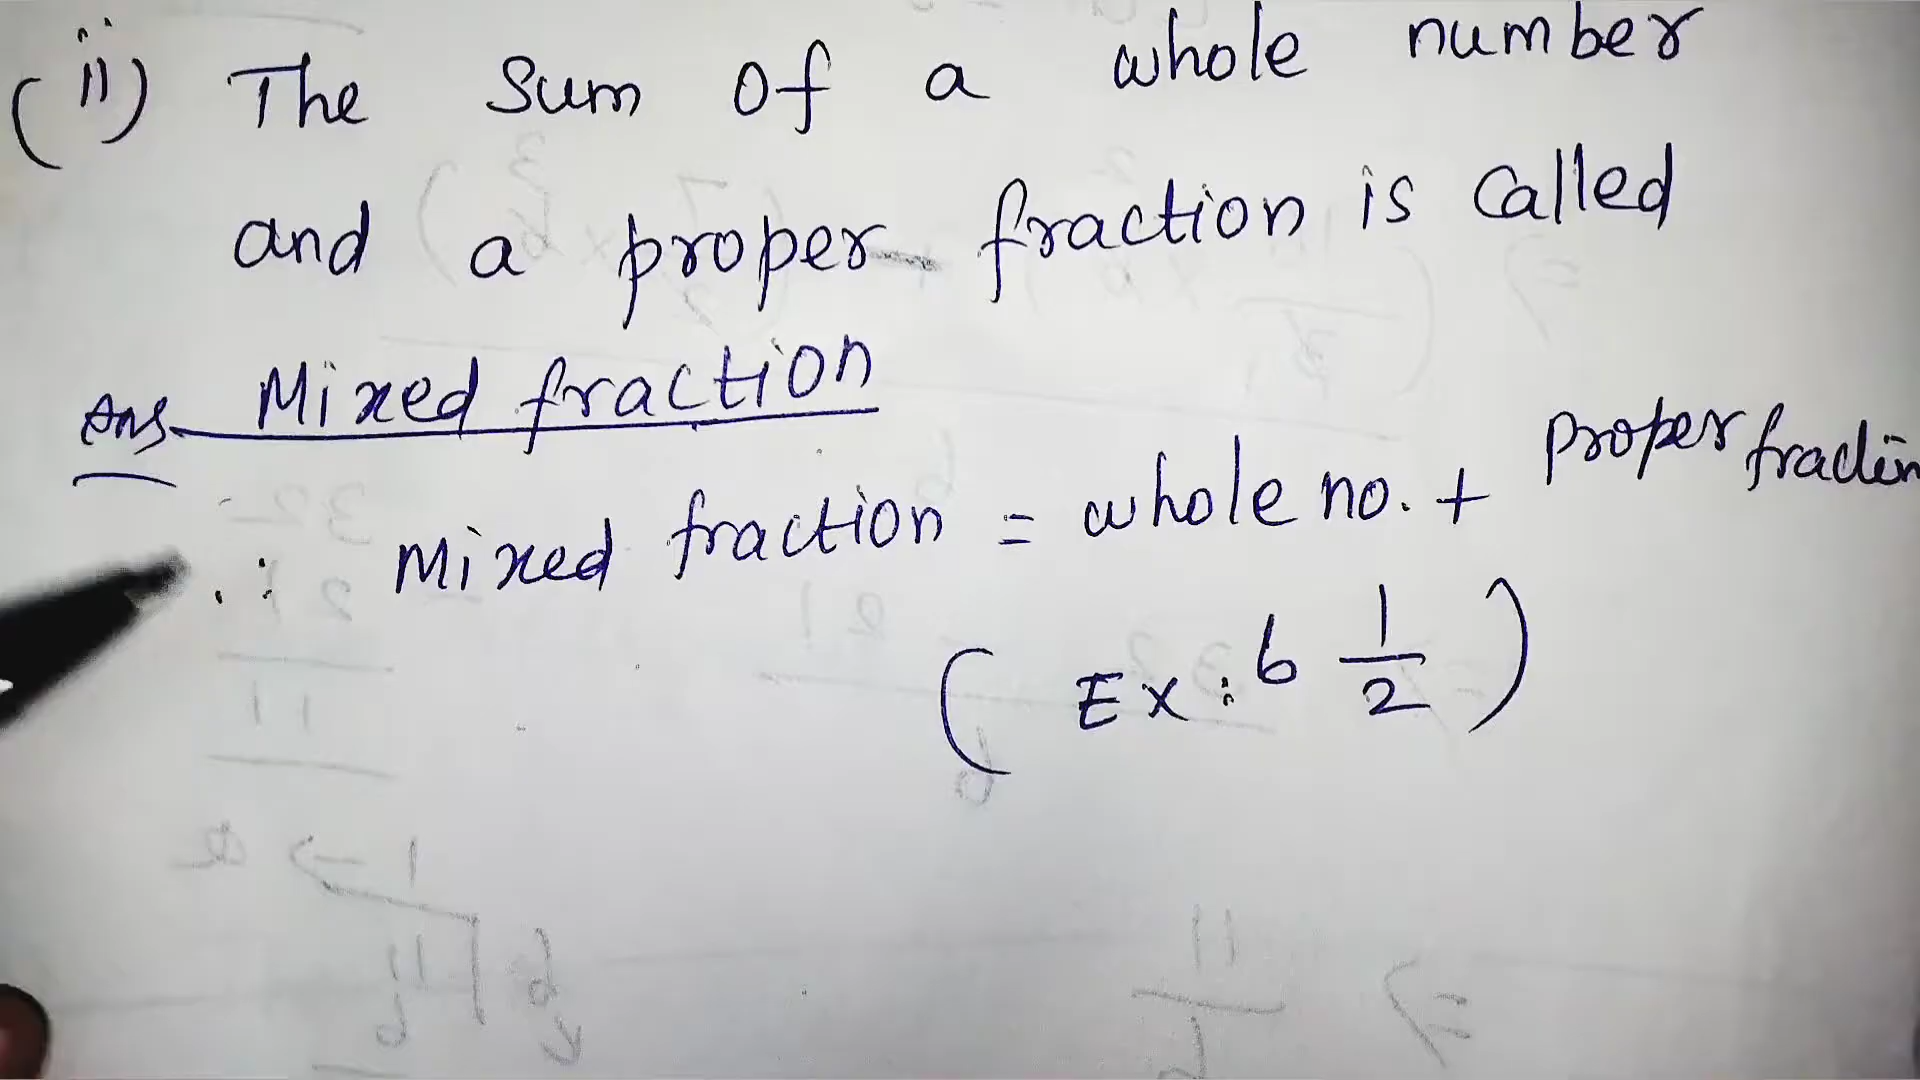 (ii) The Sum of a whole number
and a proper fraction is called
Ans Mixed fraction
∴ Mixed fraction = whole no. + Proper fraction
(Ex: 6 1/2)